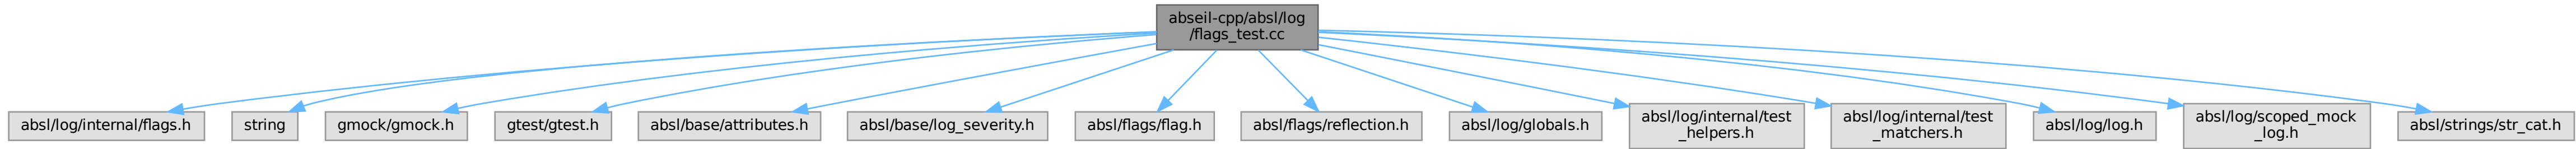 abseil-cpp/absl/log
/flags_test.cc
absl/log/internal/flags.h
string
gmock/gmock.h
gtest/gtest.h
absl/base/attributes.h
absl/base/log_severity.h
absl/flags/flag.h
absl/flags/reflection.h
absl/log/globals.h
absl/log/internal/test
_helpers.h
absl/log/internal/test
_matchers.h
absl/log/log.h
absl/log/scoped_mock
_log.h
absl/strings/str_cat.h